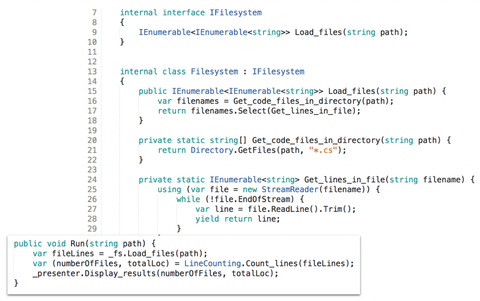 7 internal interface IFilesystem
8 {
9 IEnumerable<IEnumerable<string>> Load_files(string path);
10 }
11
12
13 internal class Filesystem : IFilesystem
14 {
15 public IEnumerable<IEnumerable<string>> Load_files(string path) {
16 var filenames = Get_code_files_in_directory(path);
17 return filenames.Select(Get_lines_in_file);
18 }
19
20 private static string[] Get_code_files_in_directory(string path) {
21 return Directory.GetFiles(path, "*.cs");
22 }
23
24 private static IEnumerable<string> Get_lines_in_file(string filename) {
25 using (var file = new StreamReader(filename)) {
26 while (!file.EndOfStream) {
27 var line = file.ReadLine().Trim();
28 yield return line;
29 }
public void Run(string path) {
var fileLines = _fs.Load_files(path);
var (numberOfFiles, totalLoc) = LineCounting.Count_lines(fileLines);
_presenter.Display_results(numberOfFiles, totalLoc);
}